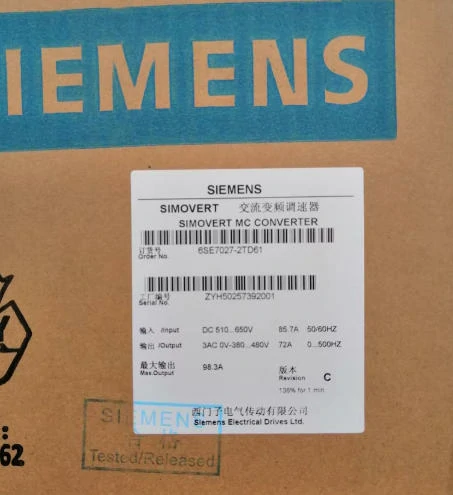 SIEMENS
SIEMENS
SIMOVERT 交流变频调速器
SIMOVERT MC CONVERTER
订货号
Order No. 6SE7027-2TD61
工厂编号
Serial No. ZYH50257392001
输入 /Input DC 510...650V 85.7A 50/60HZ
输出 /Output 3AC 0V-380...480V 72A 0...500HZ
最大输出
Max.Output 98.3A
版本
Revision C
136% for 1 min
西门子电气传动有限公司
Siemens Electrical Drives Ltd.
SIEMENS
合格
Tested/Released
62